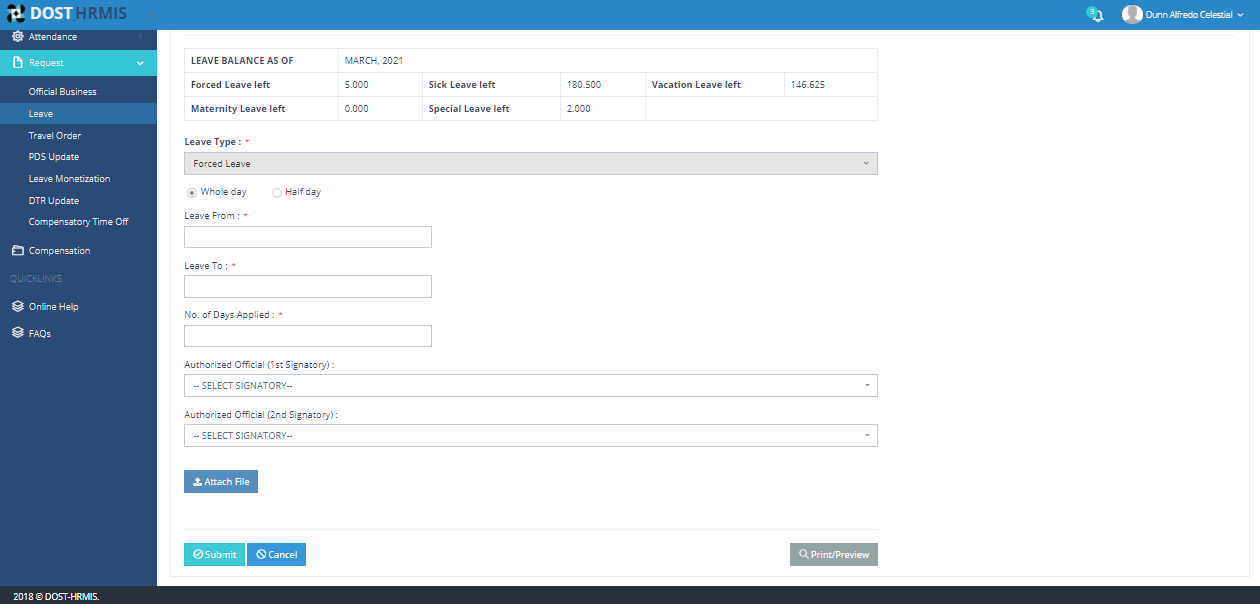 DOST HRMIS
3
Dunn Alfredo Celestial
Attendance
Request
Official Business
Leave
Travel Order
PDS Update
Leave Monetization
DTR Update
Compensatory Time Off
Compensation
QUICKLINKS
Online Help
FAQs
LEAVE BALANCE AS OF MARCH, 2021
Forced Leave left 5.000 Sick Leave left 180.500 Vacation Leave left 146.625
Maternity Leave left 0.000 Special Leave left 2.000
Leave Type : *
Forced Leave
Whole day Half day
Leave From : *
Leave To : *
No. of Days Applied : *
Authorized Official (1st Signatory) :
-- SELECT SIGNATORY--
Authorized Official (2nd Signatory) :
-- SELECT SIGNATORY--
Attach File
Submit Cancel Print/Preview
2018 © DOST-HRMIS.